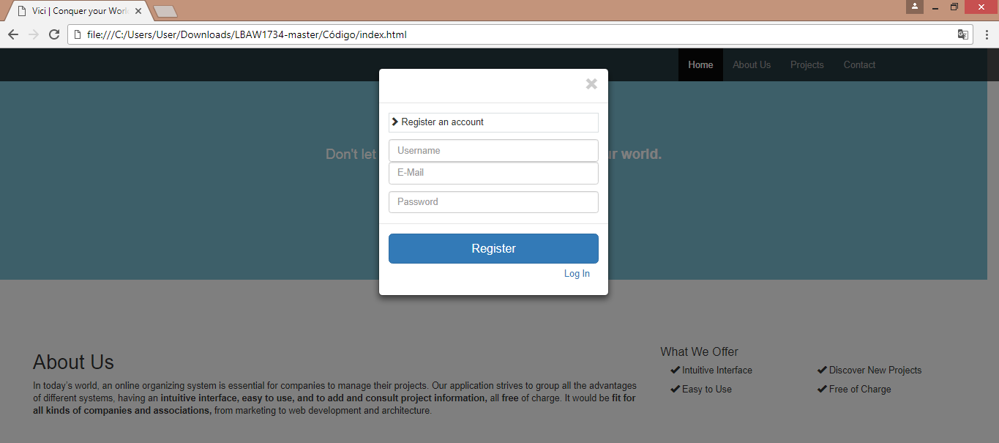 Vici | Conquer your Worl
file:///C:/Users/User/Downloads/LBAW1734-master/Código/index.html
Home About Us Projects Contact
Register an account
Username
Don't let
ur world.
E-Mail
Password
Register
Log In
About Us
In today's world, an online organizing system is essential for companies to manage their projects. Our application strives to group all the advantages
of different systems, having an intuitive interface, easy to use, and to add and consult project information, all free of charge. It would be fit for
all kinds of companies and associations, from marketing to web development and architecture.
What We Offer
Intuitive Interface
Discover New Projects
Easy to Use
Free of Charge